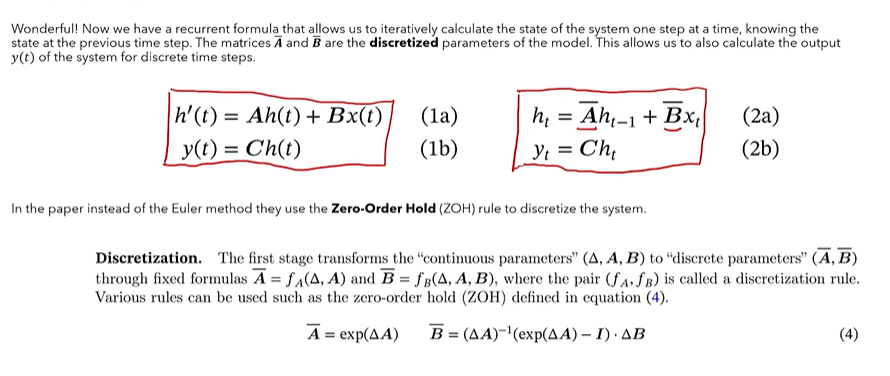 Wonderful! Now we have a recurrent formula that allows us to iteratively calculate the state of the system one step at a time, knowing the
state at the previous time step. The matrices A̅ and B̅ are the discretized parameters of the model. This allows us to also calculate the output
y(t) of the system for discrete time steps.
h′(t) = Ah(t) + Bx(t) (1a) hₜ = A̅hₜ₋₁ + B̅xₜ (2a)
y(t) = Ch(t) (1b) yₜ = Chₜ (2b)
In the paper instead of the Euler method they use the Zero-Order Hold (ZOH) rule to discretize the system.
Discretization. The first stage transforms the “continuous parameters” (Δ, A, B) to “discrete parameters” (A̅, B̅)
through fixed formulas A̅ = f_A(Δ, A) and B̅ = f_B(Δ, A, B), where the pair (f_A, f_B) is called a discretization rule.
Various rules can be used such as the zero-order hold (ZOH) defined in equation (4).
A̅ = exp(ΔA) B̅ = (ΔA)⁻¹(exp(ΔA) − I) · ΔB (4)